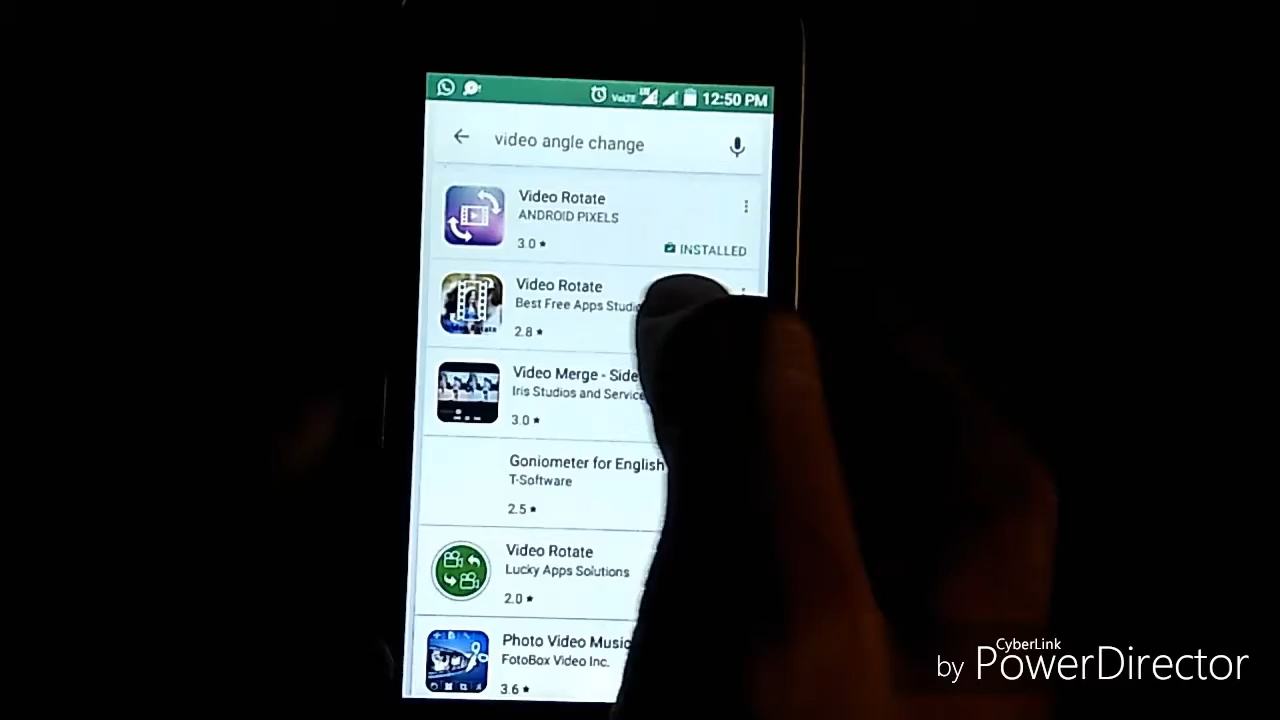 VoLTE LTE 12:50 PM
video angle change
Video Rotate
ANDROID PIXELS
3.0
INSTALLED
Video Rotate
Best Free Apps Studio
2.8
Video Merge - Side
Iris Studios and Service
3.0
Goniometer for English
T-Software
2.5
Video Rotate
Lucky Apps Solutions
2.0
Photo Video Music
FotoBox Video Inc.
3.6
by CyberLink PowerDirector